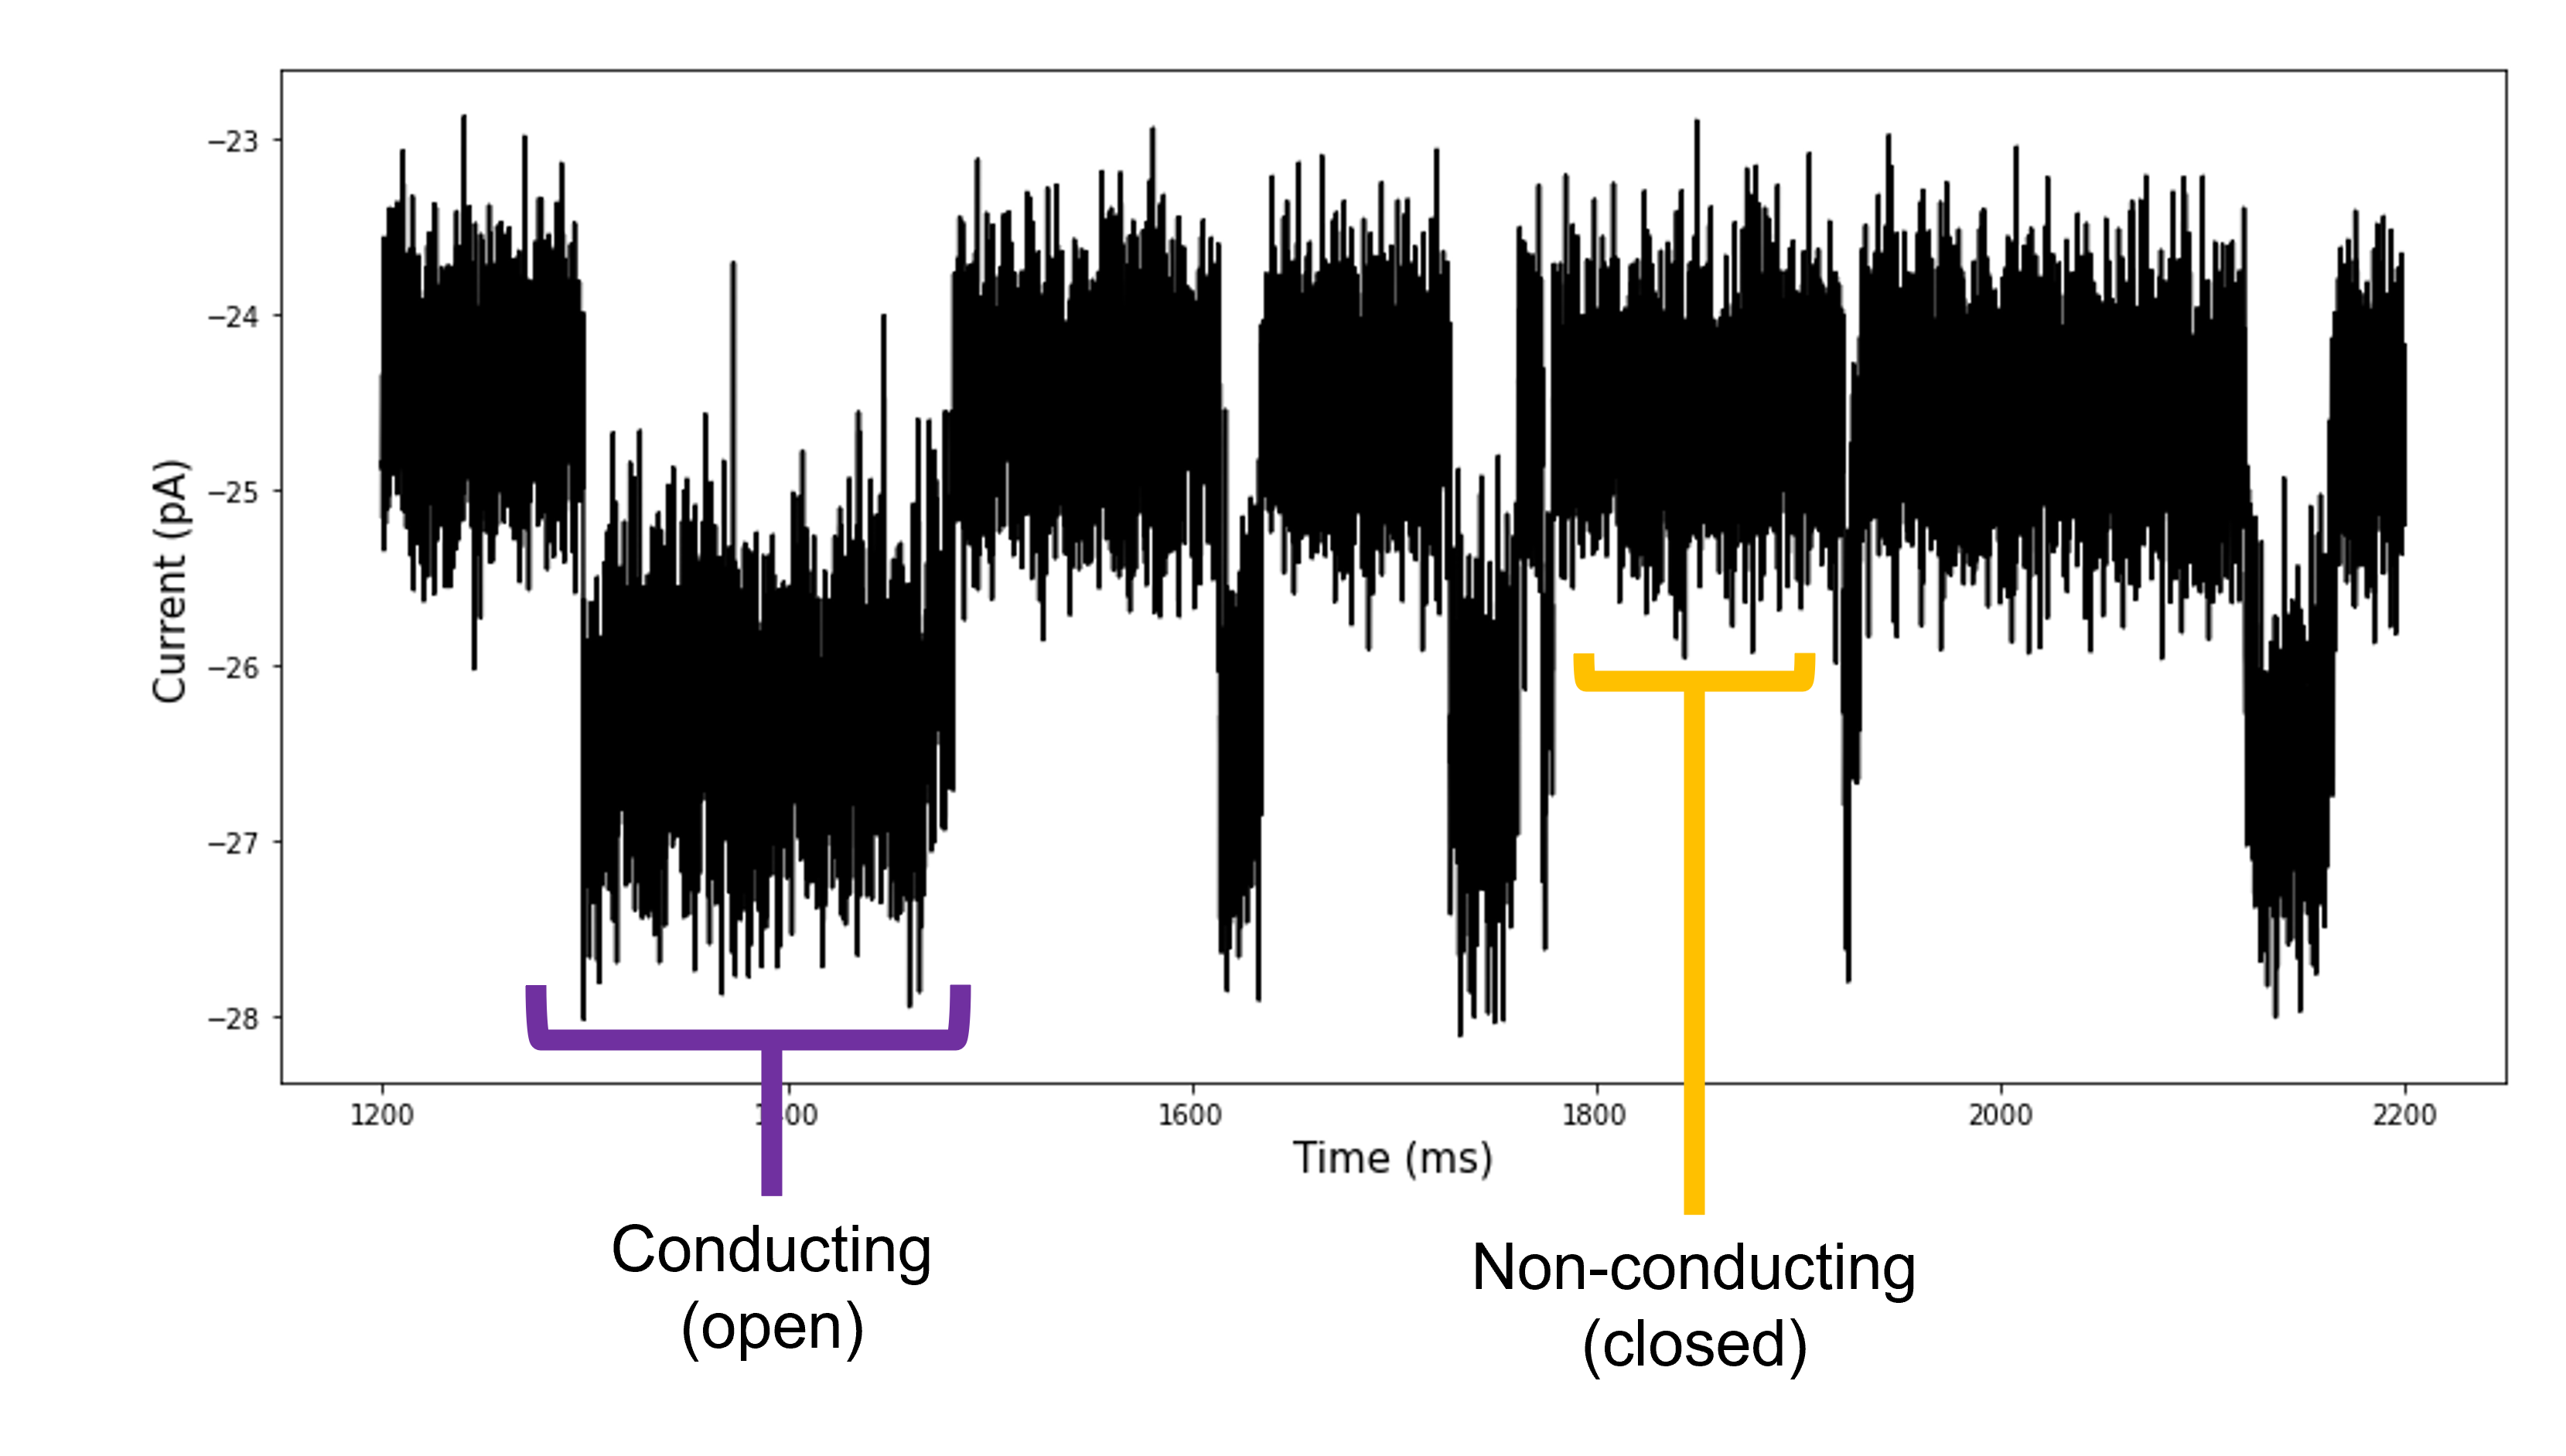 −23
−24
−25
−26
−27
−28
Current (pA)
1200
1600
1800
2000
2200
Time (ms)
Conducting
(open)
Non-conducting
(closed)